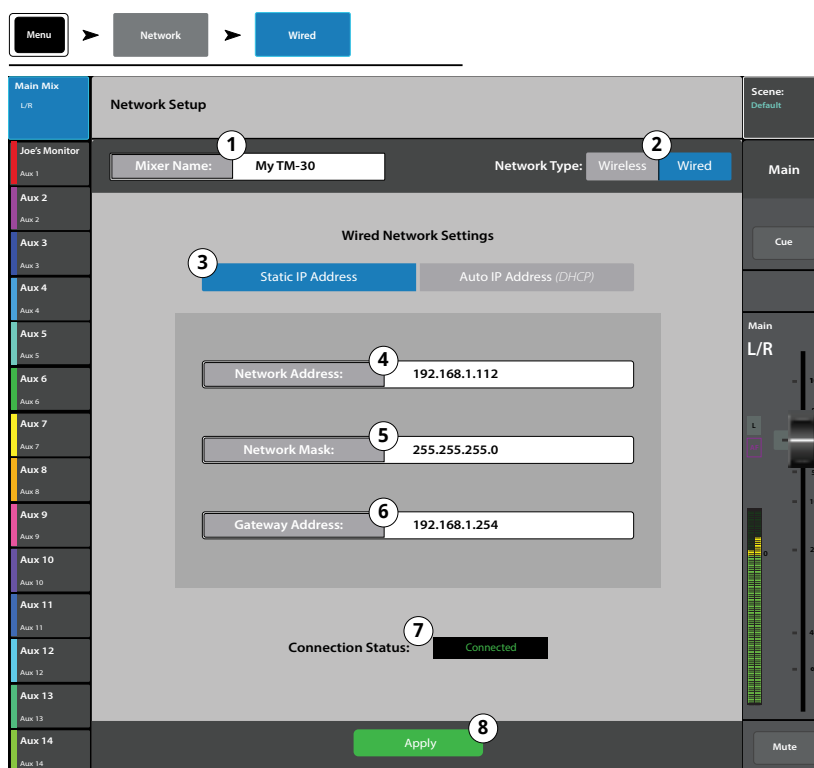 Menu Network Wired
Main Mix
L/R
Network Setup
Scene:
Default
Joe's Monitor
Aux 1
1
Mixer Name: My TM-30
2
Network Type: Wireless Wired
Main
Aux 2
Aux 2
Aux 3
Aux 3
Wired Network Settings
Cue
3
Static IP Address Auto IP Address (DHCP)
Aux 4
Aux 4
Aux 5
Aux 5
Main
L/R
4
Network Address: 192.168.1.112
Aux 6
Aux 6
Aux 7
Aux 7
L
5
Network Mask: 255.255.255.0
Aux 8
Aux 8
Aux 9
Aux 9
6
Gateway Address: 192.168.1.254
0
Aux 10
Aux 10
Aux 11
Aux 11
7
Connection Status: Connected
Aux 12
Aux 12
Aux 13
Aux 13
Aux 14
Aux 14
8
Apply
Mute